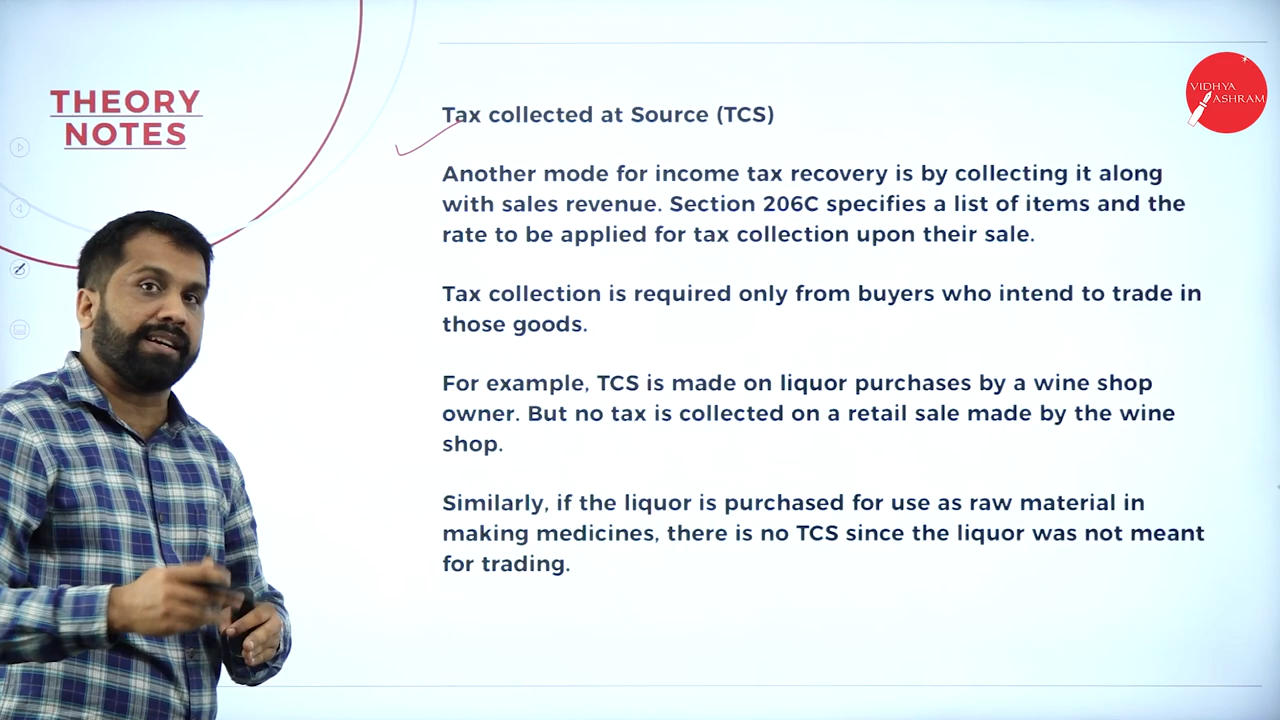 THEORY
NOTES
VIDHYA
ASHRAM
Tax collected at Source (TCS)
Another mode for income tax recovery is by collecting it along
with sales revenue. Section 206C specifies a list of items and the
rate to be applied for tax collection upon their sale.
Tax collection is required only from buyers who intend to trade in
those goods.
For example, TCS is made on liquor purchases by a wine shop
owner. But no tax is collected on a retail sale made by the wine
shop.
Similarly, if the liquor is purchased for use as raw material in
making medicines, there is no TCS since the liquor was not meant
for trading.